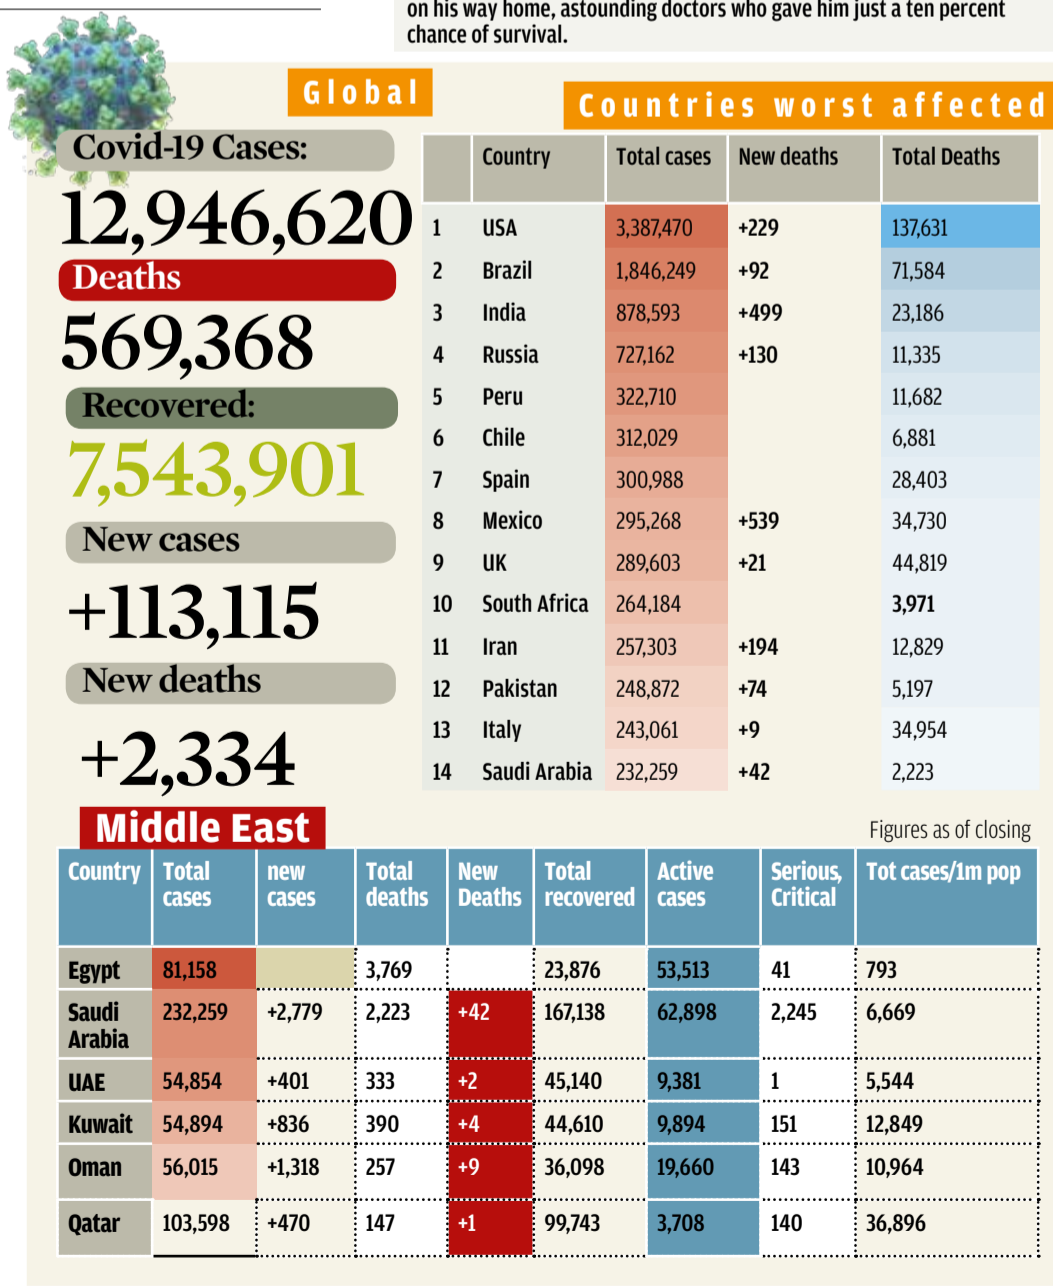 on his way home, astounding doctors who gave him just a ten percent
chance of survival.
Global
Covid-19 Cases:
12,946,620
Deaths
569,368
Recovered:
7,543,901
New cases
+113,115
New deaths
+2,334
Countries worst affected
Country Total cases New deaths Total Deaths
1 USA 3,387,470 +229 137,631
2 Brazil 1,846,249 +92 71,584
3 India 878,593 +499 23,186
4 Russia 727,162 +130 11,335
5 Peru 322,710 11,682
6 Chile 312,029 6,881
7 Spain 300,988 28,403
8 Mexico 295,268 +539 34,730
9 UK 289,603 +21 44,819
10 South Africa 264,184 3,971
11 Iran 257,303 +194 12,829
12 Pakistan 248,872 +74 5,197
13 Italy 243,061 +9 34,954
14 Saudi Arabia 232,259 +42 2,223
Figures as of closing
Middle East
Country Total new Total New Total Active Serious, Tot cases/1m pop
cases cases deaths Deaths recovered cases Critical
Egypt 81,158 3,769 23,876 53,513 41 793
Saudi 232,259 +2,779 2,223 +42 167,138 62,898 2,245 6,669
Arabia
UAE 54,854 +401 333 +2 45,140 9,381 1 5,544
Kuwait 54,894 +836 390 +4 44,610 9,894 151 12,849
Oman 56,015 +1,318 257 +9 36,098 19,660 143 10,964
Qatar 103,598 +470 147 +1 99,743 3,708 140 36,896